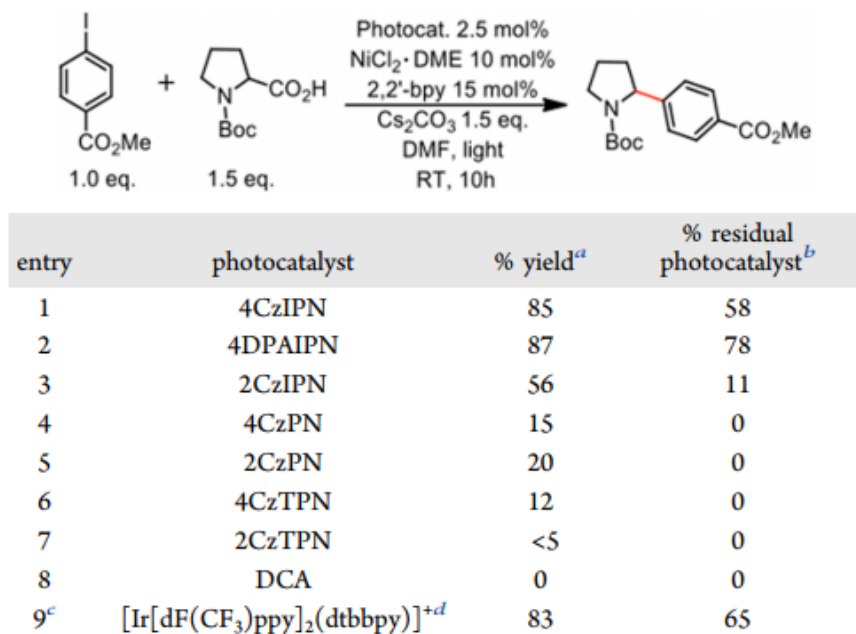 I
CO₂Me
1.0 eq.
+
N
Boc
CO₂H
1.5 eq.
Photocat. 2.5 mol%
NiCl₂· DME 10 mol%
2,2'-bpy 15 mol%
Cs₂CO₃ 1.5 eq.
DMF, light
RT, 10h
N
Boc
CO₂Me
entry photocatalyst % yieldᵃ % residual photocatalystᵇ
1 4CzIPN 85 58
2 4DPAIPN 87 78
3 2CzIPN 56 11
4 4CzPN 15 0
5 2CzPN 20 0
6 4CzTPN 12 0
7 2CzTPN <5 0
8 DCA 0 0
9ᶜ [Ir[dF(CF₃)ppy]₂(dtbbpy)]⁺ᵈ 83 65